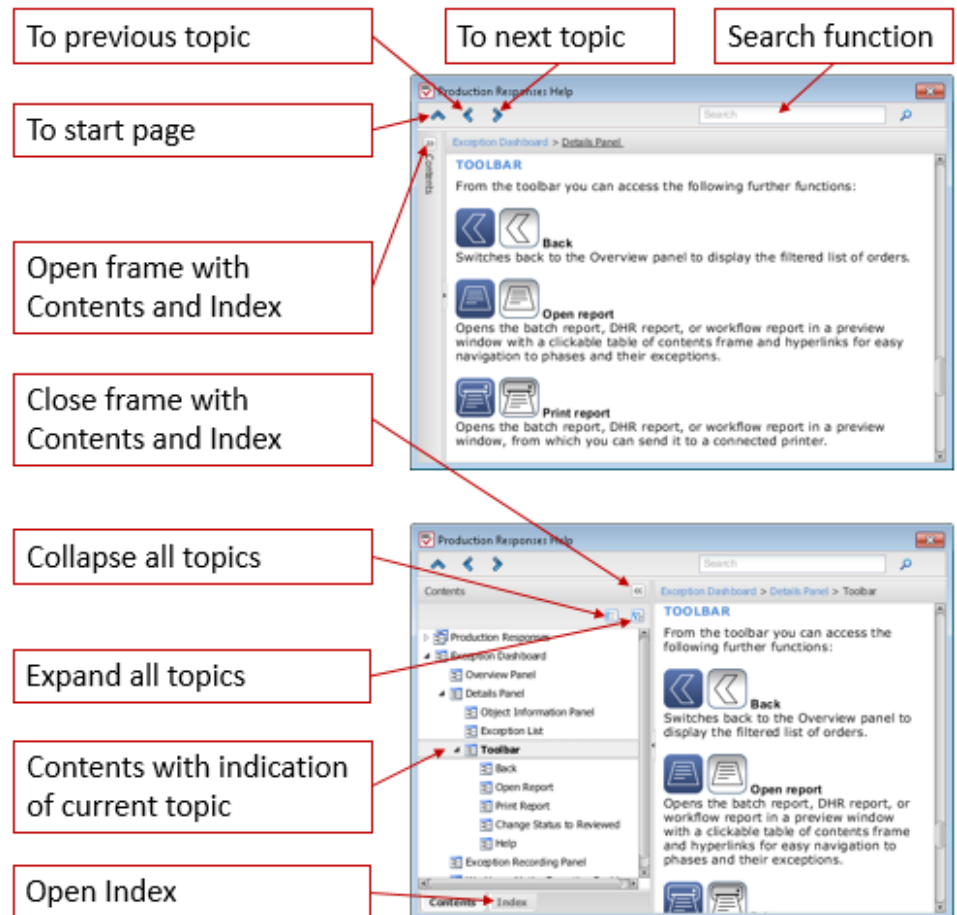 To previous topic
To next topic
Search function
To start page
Open frame with
Contents and Index
Close frame with
Contents and Index
Collapse all topics
Expand all topics
Contents with indication
of current topic
Open Index
Production Responses Help
Search
Contents
Exception Dashboard > Details Panel
TOOLBAR
From the toolbar you can access the following further functions:
Back
Switches back to the Overview panel to display the filtered list of orders.
Open report
Opens the batch report, DHR report, or workflow report in a preview
window with a clickable table of contents frame and hyperlinks for easy
navigation to phases and their exceptions.
Print report
Opens the batch report, DHR report, or workflow report in a preview
window, from which you can send it to a connected printer.
Production Responses Help
Search
Contents
Production Responses
Exception Dashboard
Overview Panel
Details Panel
Object Information Panel
Exception List
Toolbar
Back
Open Report
Print Report
Change Status to Reviewed
Help
Exception Recording Panel
Contents
Index
Exception Dashboard > Details Panel > Toolbar
TOOLBAR
From the toolbar you can access the
following further functions:
Back
Switches back to the Overview panel to
display the filtered list of orders.
Open report
Opens the batch report, DHR report, or
workflow report in a preview window
with a clickable table of contents frame
and hyperlinks for easy navigation to
phases and their exceptions.